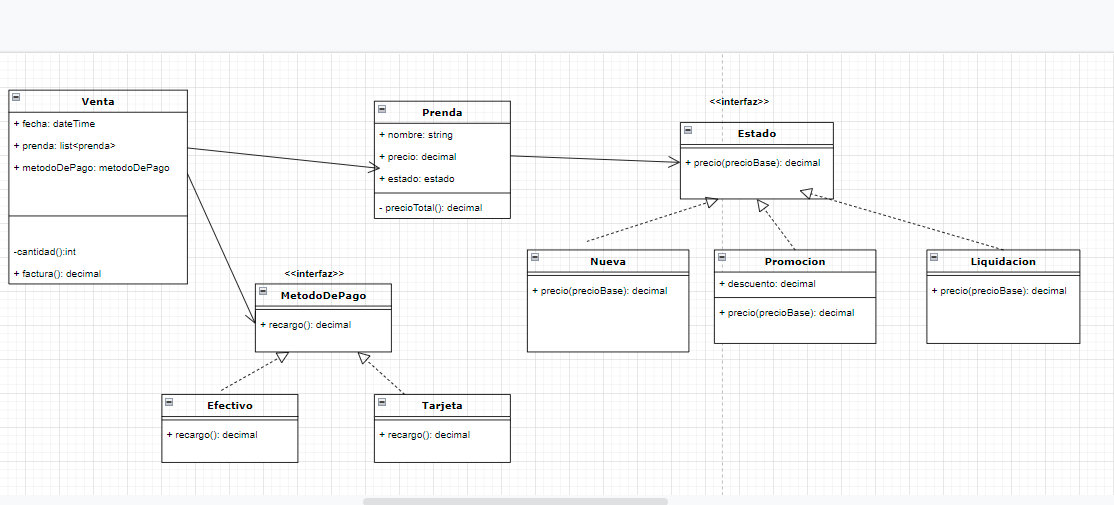 Venta
+ fecha: dateTime
+ prenda: list<prenda>
+ metodoDePago: metodoDePago
-cantidad():int
+ factura(): decimal
Prenda
+ nombre: string
+ precio: decimal
+ estado: estado
- precioTotal(): decimal
<<interfaz>>
Estado
+ precio(precioBase): decimal
Nueva
+ precio(precioBase): decimal
Promocion
+ descuento: decimal
+ precio(precioBase): decimal
Liquidacion
+ precio(precioBase): decimal
<<interfaz>>
MetodoDePago
+ recargo(): decimal
Efectivo
+ recargo(): decimal
Tarjeta
+ recargo(): decimal